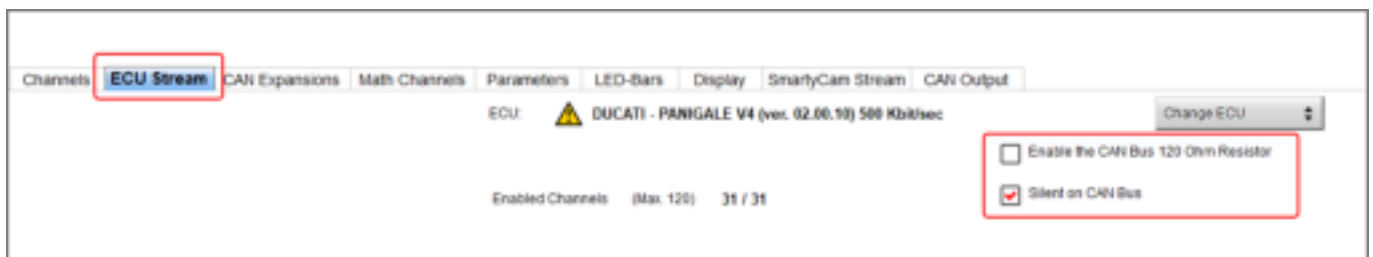 Channels ECU Stream CAN Expansions Math Channels Parameters LED-Bars Display SmartyCam Stream CAN Output
ECU: DUCATI - PANIGALE V4 (ver. 02.00.10) 500 Kbit/sec Change ECU
Enable the CAN Bus 120 Ohm Resistor
Enabled Channels (Max. 120) 31 / 31 Silent on CAN Bus